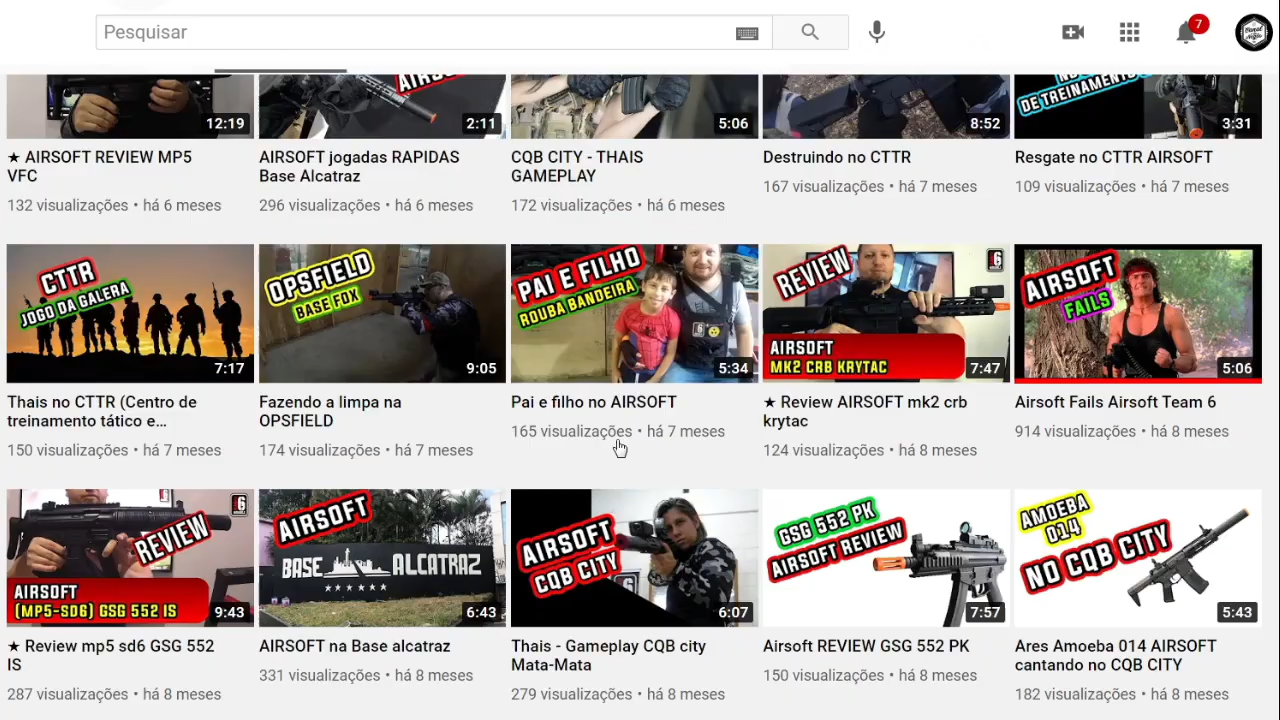 Pesquisar
7
12:19
AIRSOFT
2:11
5:06
8:52
DE TREINAMENTO
3:31
★ AIRSOFT REVIEW MP5
VFC
132 visualizações • há 6 meses
AIRSOFT jogadas RAPIDAS
Base Alcatraz
296 visualizações • há 6 meses
CQB CITY - THAIS
GAMEPLAY
172 visualizações • há 6 meses
Destruindo no CTTR
167 visualizações • há 7 meses
Resgate no CTTR AIRSOFT
109 visualizações • há 7 meses
CTTR
JOGO DA GALERA
7:17
OPSFIELD
BASE FOX
9:05
PAI E FILHO
ROUBA BANDEIRA
5:34
REVIEW
AIRSOFT
MK2 CRB KRYTAC
7:47
AIRSOFT
FAILS
5:06
Thais no CTTR (Centro de
treinamento tático e...
150 visualizações • há 7 meses
Fazendo a limpa na
OPSFIELD
174 visualizações • há 7 meses
Pai e filho no AIRSOFT
165 visualizações • há 7 meses
★ Review AIRSOFT mk2 crb
krytac
124 visualizações • há 8 meses
Airsoft Fails Airsoft Team 6
914 visualizações • há 8 meses
REVIEW
AIRSOFT
(MP5-SD6) GSG 552 IS
9:43
AIRSOFT
BASE ALCATRAZ
6:43
AIRSOFT
CQB CITY
6:07
GSG 552 PK
AIRSOFT REVIEW
7:57
AMOEBA
014
NO CQB CITY
5:43
★ Review mp5 sd6 GSG 552
IS
287 visualizações • há 8 meses
AIRSOFT na Base alcatraz
331 visualizações • há 8 meses
Thais - Gameplay CQB city
Mata-Mata
279 visualizações • há 8 meses
Airsoft REVIEW GSG 552 PK
150 visualizações • há 8 meses
Ares Amoeba 014 AIRSOFT
cantando no CQB CITY
182 visualizações • há 8 meses